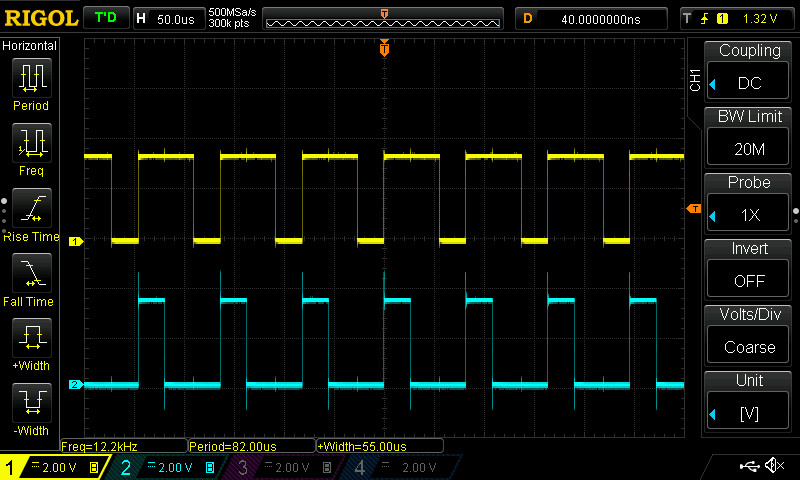 RIGOL T'D H 50.0us 500MSa/s 300k pts T D 40.0000000ns T 1 1.32 V
Horizontal
Period
Freq
Rise Time
Fall Time
+Width
-Width
T
T
1
2
CH1
Coupling
DC
BW Limit
20M
Probe
1X
Invert
OFF
Volts/Div
Coarse
Unit
[V]
Freq=12.2kHz Period=82.00us +Width=55.00us
1 2.00 V B 2 2.00 V B 3 2.00 V B 4 2.00 V